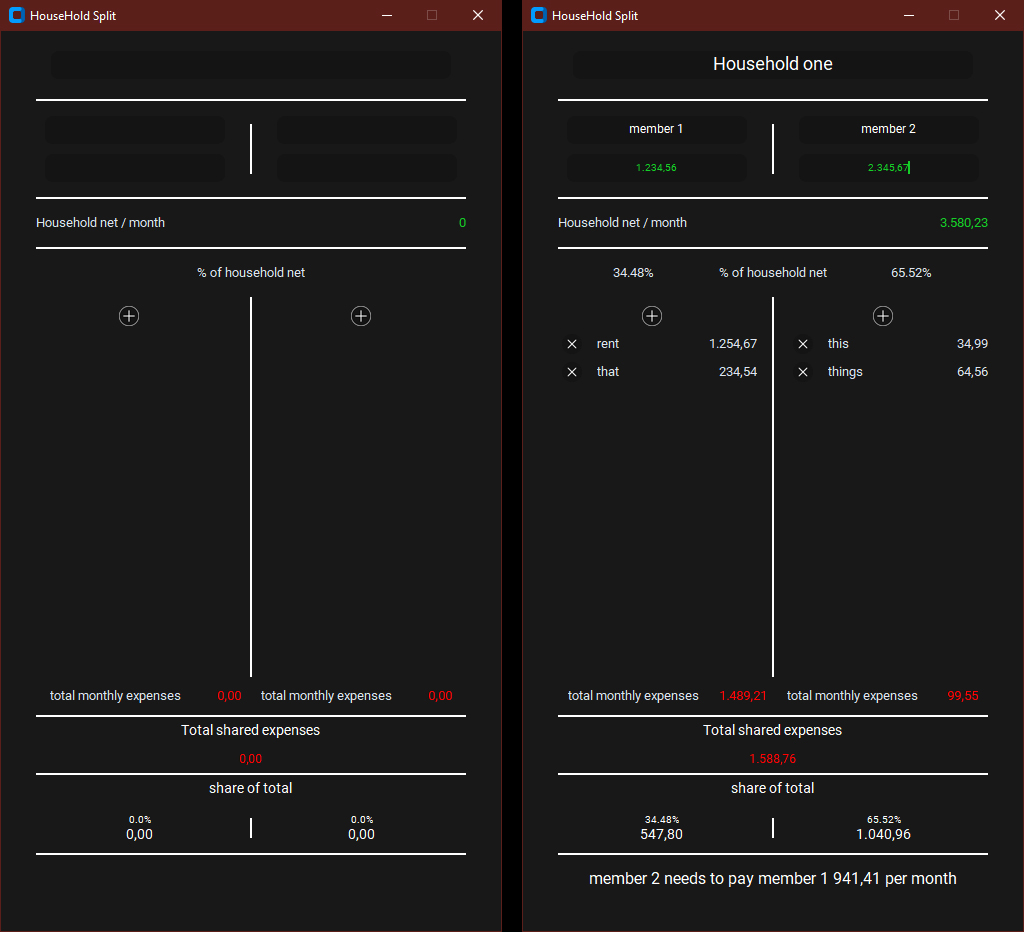 HouseHold Split
Household net / month 0
% of household net
total monthly expenses 0,00 total monthly expenses 0,00
Total shared expenses
0,00
share of total
0.0% 0.0%
0,00 0,00
HouseHold Split
Household one
member 1 member 2
1.234,56 2.345,67
Household net / month 3.580,23
34.48% % of household net 65.52%
rent 1.254,67 this 34,99
that 234,54 things 64,56
total monthly expenses 1.489,21 total monthly expenses 99,55
Total shared expenses
1.588,76
share of total
34.48% 65.52%
547,80 1.040,96
member 2 needs to pay member 1 941,41 per month